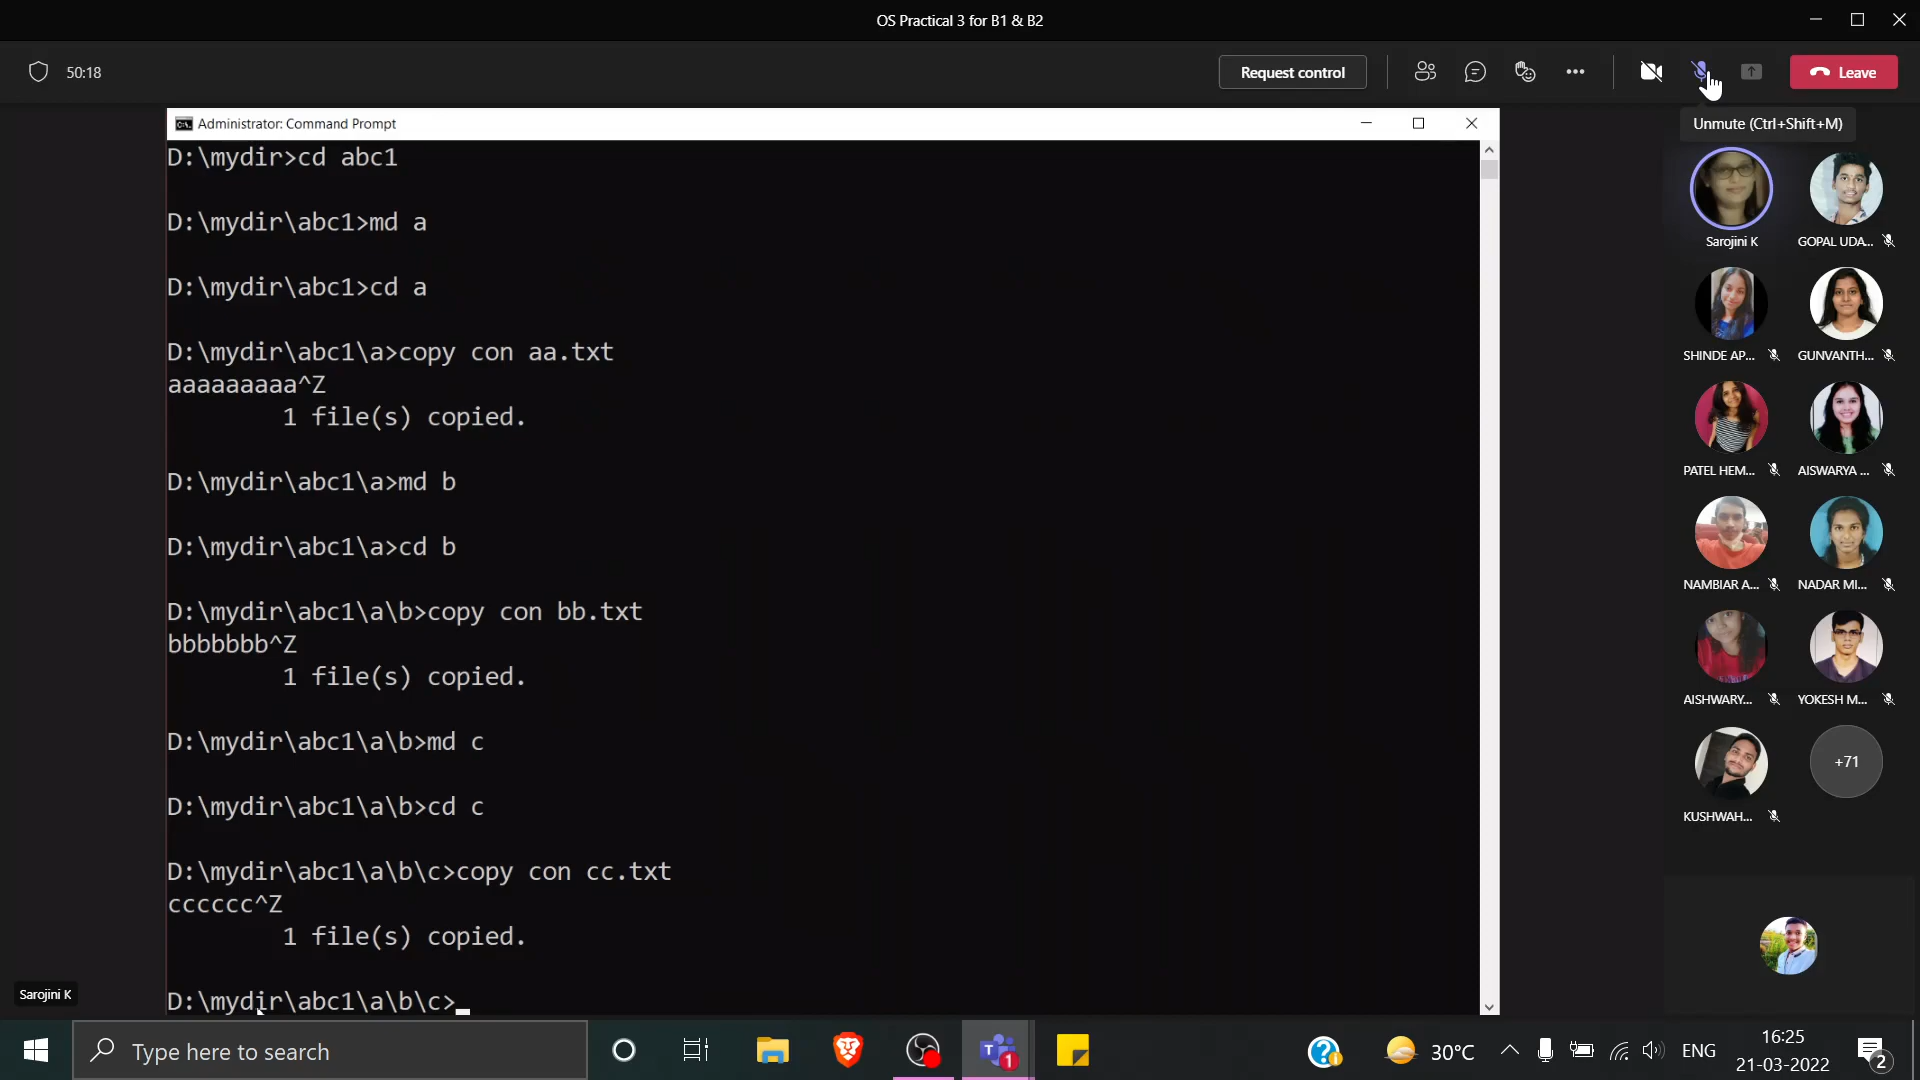 OS Practical 3 for B1 & B2
50:18
Request control
Leave
Unmute (Ctrl+Shift+M)
Administrator: Command Prompt
D:\mydir>cd abc1
D:\mydir\abc1>md a
D:\mydir\abc1>cd a
D:\mydir\abc1\a>copy con aa.txt
aaaaaaaaa^Z
1 file(s) copied.
D:\mydir\abc1\a>md b
D:\mydir\abc1\a>cd b
D:\mydir\abc1\a\b>copy con bb.txt
bbbbbbb^Z
1 file(s) copied.
D:\mydir\abc1\a\b>md c
D:\mydir\abc1\a\b>cd c
D:\mydir\abc1\a\b\c>copy con cc.txt
cccccc^Z
1 file(s) copied.
D:\mydir\abc1\a\b\c>
Sarojini K
GOPAL UDA...
SHINDE AP...
GUNVANTH...
PATEL HEM...
AISWARYA ...
NAMBIAR A...
NADAR MI...
AISHWARY...
YOKESH M...
KUSHWAH...
+71
Sarojini K
Type here to search
1
30°C
ENG
16:25
21-03-2022
2